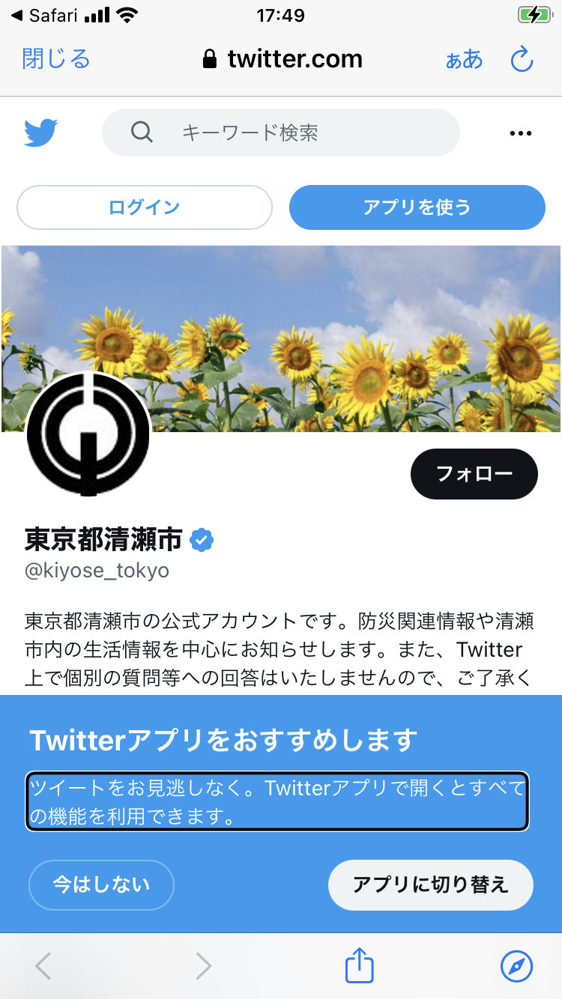 Safari 17:49
閉じる twitter.com ぁあ
キーワード検索
ログイン アプリを使う
フォロー
東京都清瀬市
@kiyose_tokyo
東京都清瀬市の公式アカウントです。防災関連情報や清瀬
市内の生活情報を中心にお知らせします。また、Twitter
上で個別の質問等への回答はいたしませんので、ご了承く
Twitterアプリをおすすめします
ツイートをお見逃しなく。Twitterアプリで開くとすべて
の機能を利用できます。
今はしない アプリに切り替え